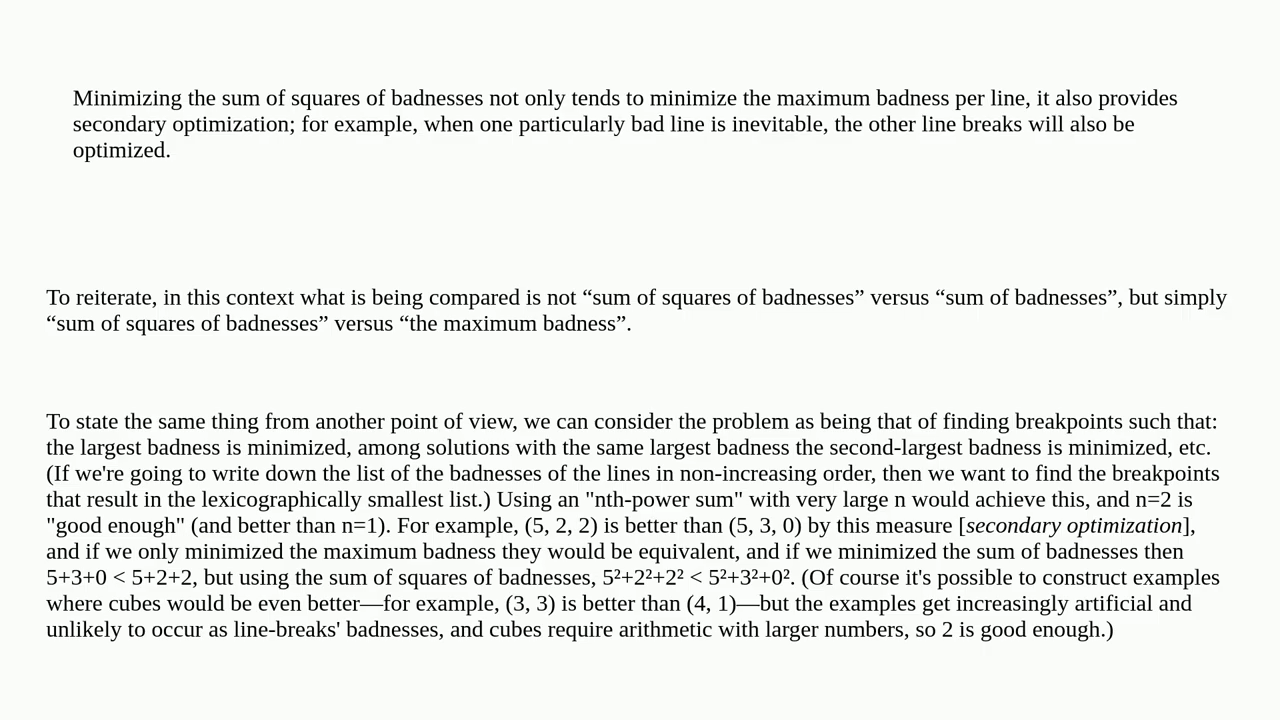 Minimizing the sum of squares of badnesses not only tends to minimize the maximum badness per line, it also provides
secondary optimization; for example, when one particularly bad line is inevitable, the other line breaks will also be
optimized.
To reiterate, in this context what is being compared is not “sum of squares of badnesses” versus “sum of badnesses”, but simply
“sum of squares of badnesses” versus “the maximum badness”.
To state the same thing from another point of view, we can consider the problem as being that of finding breakpoints such that:
the largest badness is minimized, among solutions with the same largest badness the second-largest badness is minimized, etc.
(If we're going to write down the list of the badnesses of the lines in non-increasing order, then we want to find the breakpoints
that result in the lexicographically smallest list.) Using an "nth-power sum" with very large n would achieve this, and n=2 is
"good enough" (and better than n=1). For example, (5, 2, 2) is better than (5, 3, 0) by this measure [secondary optimization],
and if we only minimized the maximum badness they would be equivalent, and if we minimized the sum of badnesses then
5+3+0 < 5+2+2, but using the sum of squares of badnesses, 5²+2²+2² < 5²+3²+0². (Of course it's possible to construct examples
where cubes would be even better—for example, (3, 3) is better than (4, 1)—but the examples get increasingly artificial and
unlikely to occur as line-breaks' badnesses, and cubes require arithmetic with larger numbers, so 2 is good enough.)